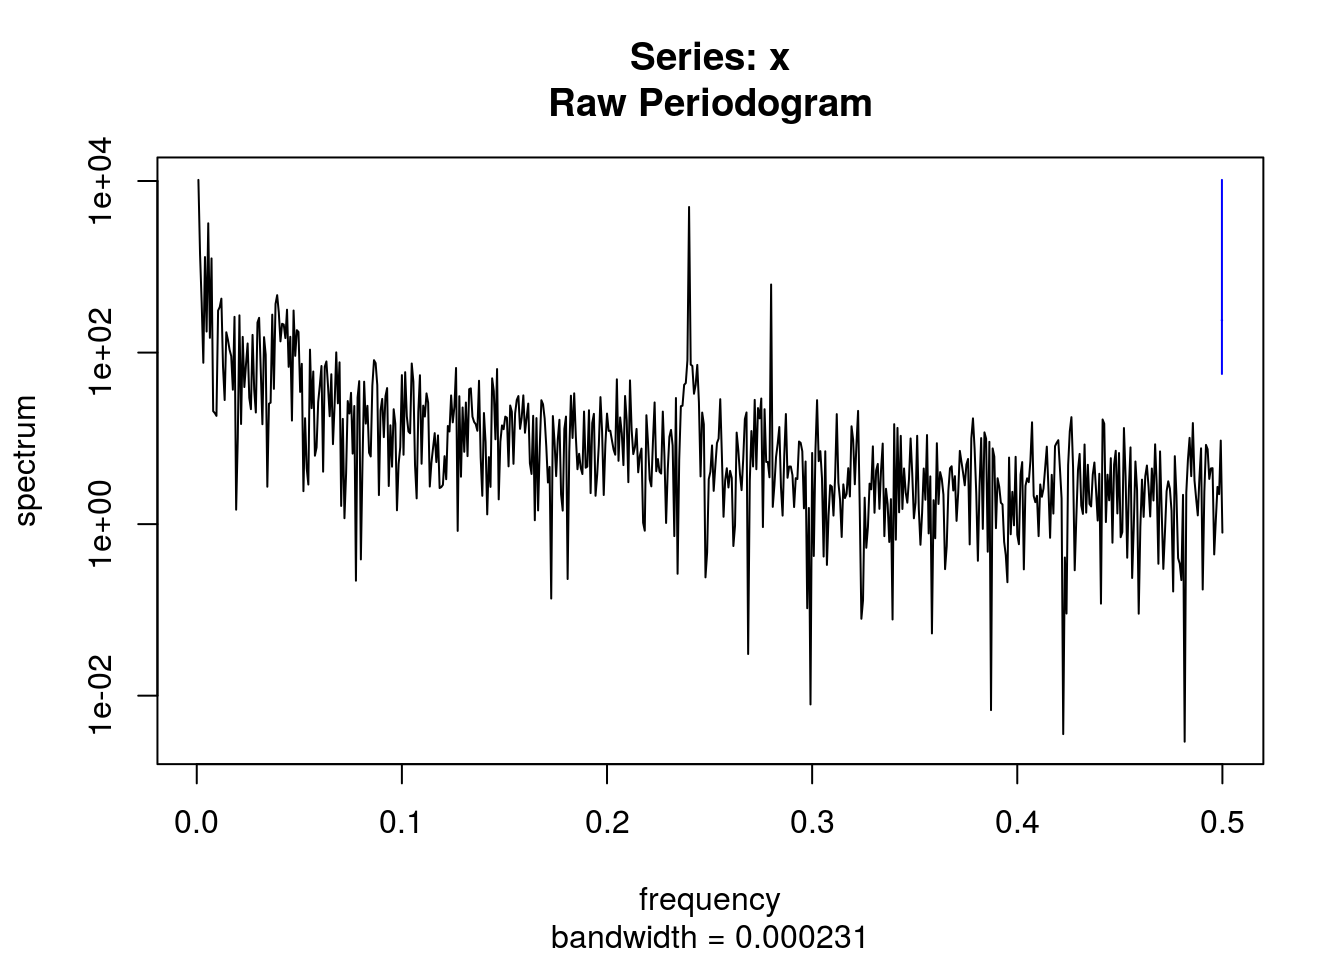 Series: x
Raw Periodogram
spectrum
1e+04
1e+02
1e+00
1e-02
0.0 0.1 0.2 0.3 0.4 0.5
frequency
bandwidth = 0.000231